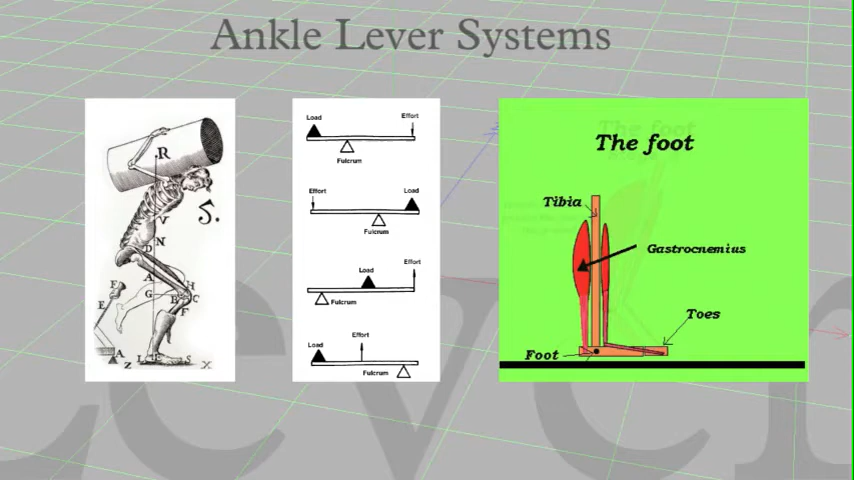 Ankle Lever Systems
R
5.
V
N
D
A
H
G
B
C
F
F
E
A
Z
L
S
X
Load
Effort
Fulcrum
Effort
Load
Fulcrum
Effort
Load
Fulcrum
Effort
Load
Fulcrum
The foot
Tibia
Gastrocnemius
Toes
Foot